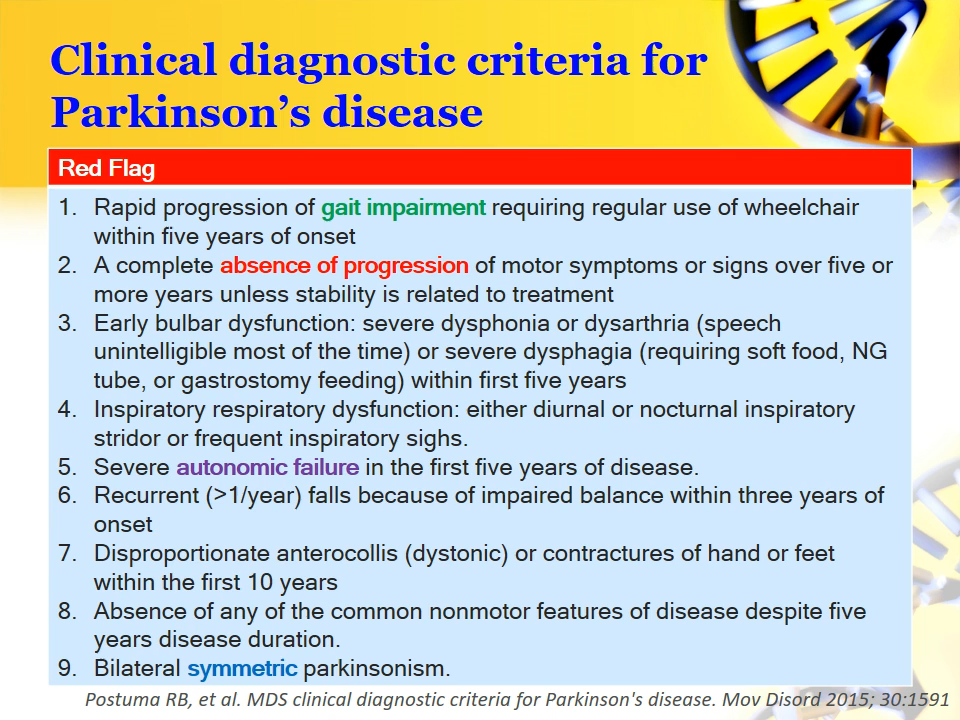 Clinical diagnostic criteria for
Parkinson’s disease
Red Flag
1. Rapid progression of gait impairment requiring regular use of wheelchair
within five years of onset
2. A complete absence of progression of motor symptoms or signs over five or
more years unless stability is related to treatment
3. Early bulbar dysfunction: severe dysphonia or dysarthria (speech
unintelligible most of the time) or severe dysphagia (requiring soft food, NG
tube, or gastrostomy feeding) within first five years
4. Inspiratory respiratory dysfunction: either diurnal or nocturnal inspiratory
stridor or frequent inspiratory sighs.
5. Severe autonomic failure in the first five years of disease.
6. Recurrent (>1/year) falls because of impaired balance within three years of
onset
7. Disproportionate anterocollis (dystonic) or contractures of hand or feet
within the first 10 years
8. Absence of any of the common nonmotor features of disease despite five
years disease duration.
9. Bilateral symmetric parkinsonism.
Postuma RB, et al. MDS clinical diagnostic criteria for Parkinson's disease. Mov Disord 2015; 30:1591